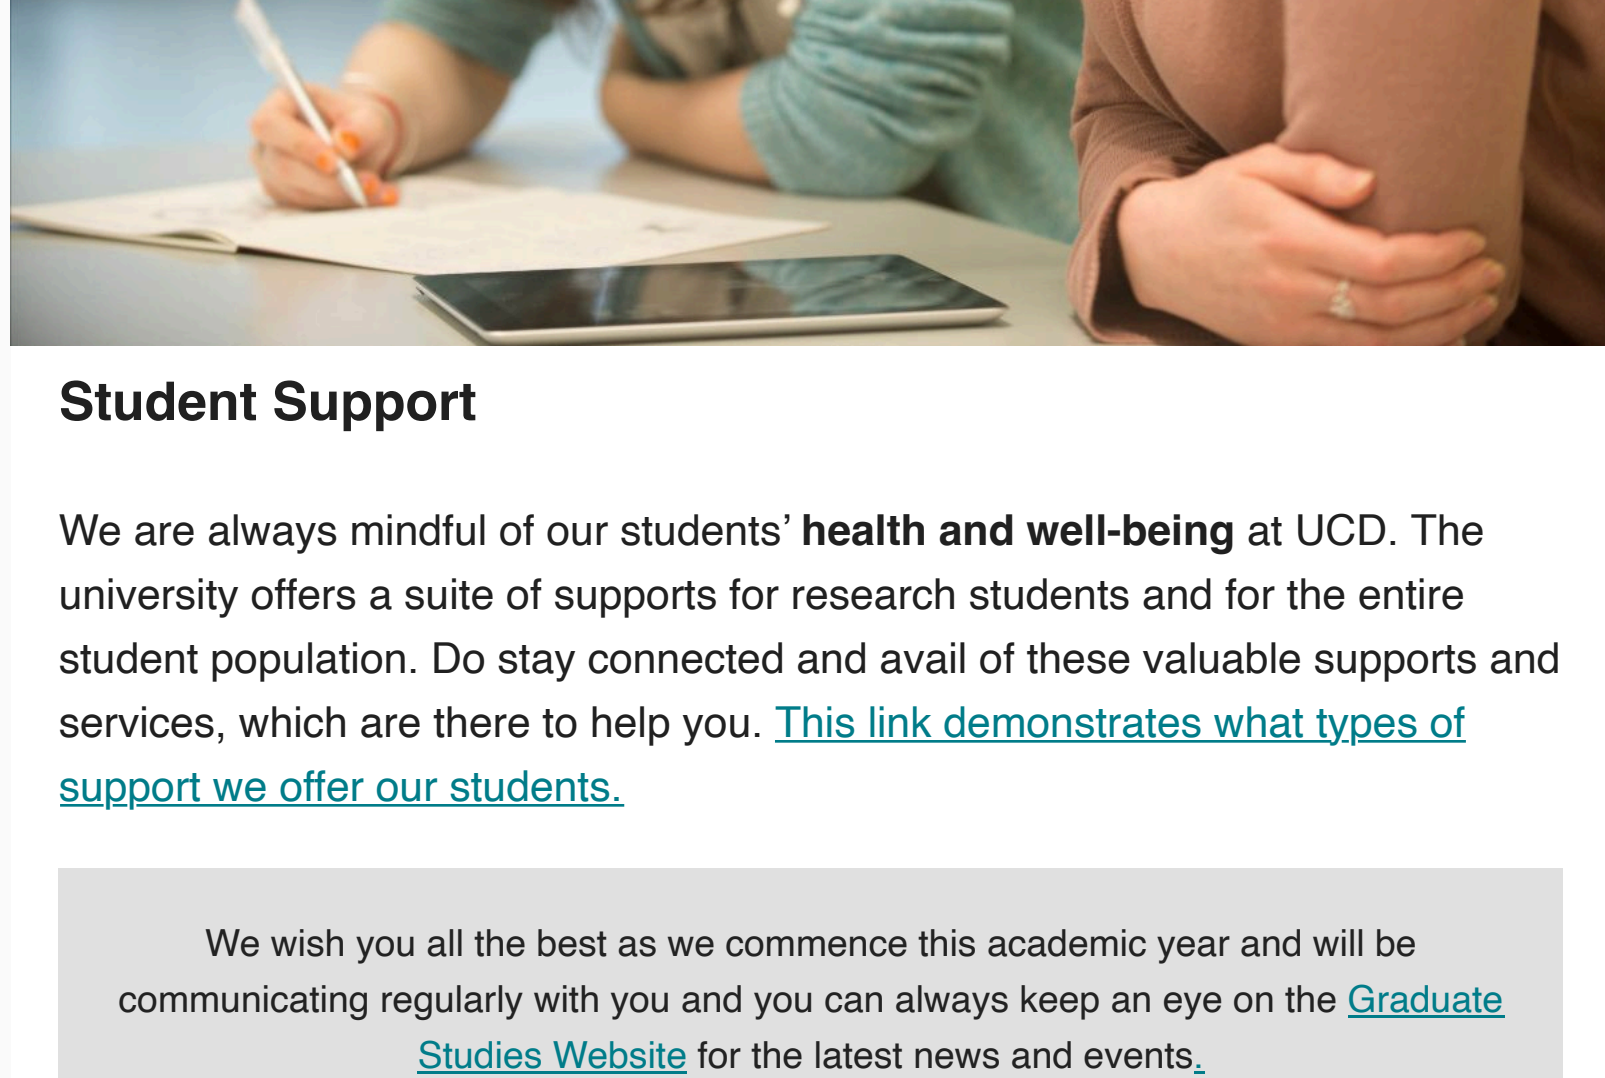 Student Support
We are always mindful of our students’ health and well-being at UCD. The
university offers a suite of supports for research students and for the entire
student population. Do stay connected and avail of these valuable supports and
services, which are there to help you. This link demonstrates what types of
support we offer our students.
We wish you all the best as we commence this academic year and will be
communicating regularly with you and you can always keep an eye on the Graduate
Studies Website for the latest news and events.